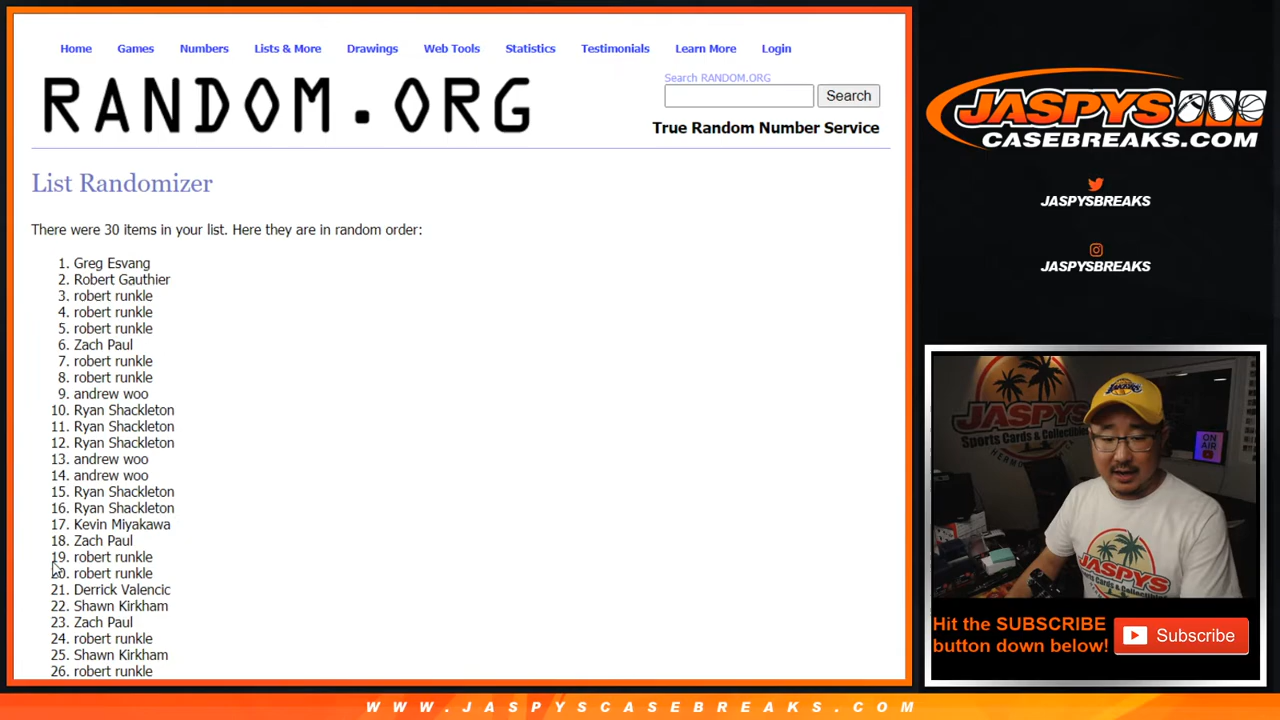 Home Games Numbers Lists & More Drawings Web Tools Statistics Testimonials Learn More Login
RANDOM.ORG
Search RANDOM.ORG
Search
True Random Number Service
List Randomizer
There were 30 items in your list. Here they are in random order:
1. Greg Esvang
2. Robert Gauthier
3. robert runkle
4. robert runkle
5. robert runkle
6. Zach Paul
7. robert runkle
8. robert runkle
9. andrew woo
10. Ryan Shackleton
11. Ryan Shackleton
12. Ryan Shackleton
13. andrew woo
14. andrew woo
15. Ryan Shackleton
16. Ryan Shackleton
17. Kevin Miyakawa
18. Zach Paul
19. robert runkle
20. robert runkle
21. Derrick Valencic
22. Shawn Kirkham
23. Zach Paul
24. robert runkle
25. Shawn Kirkham
26. robert runkle
JASPYS
CASEBREAKS.COM
JASPYSBREAKS
JASPYSBREAKS
JASPYS
Sports Cards & Collectibles
ON
AIR
JASPYS
Hit the SUBSCRIBE
button down below!
Subscribe
WWW.JASPYSCASEBREAKS.COM